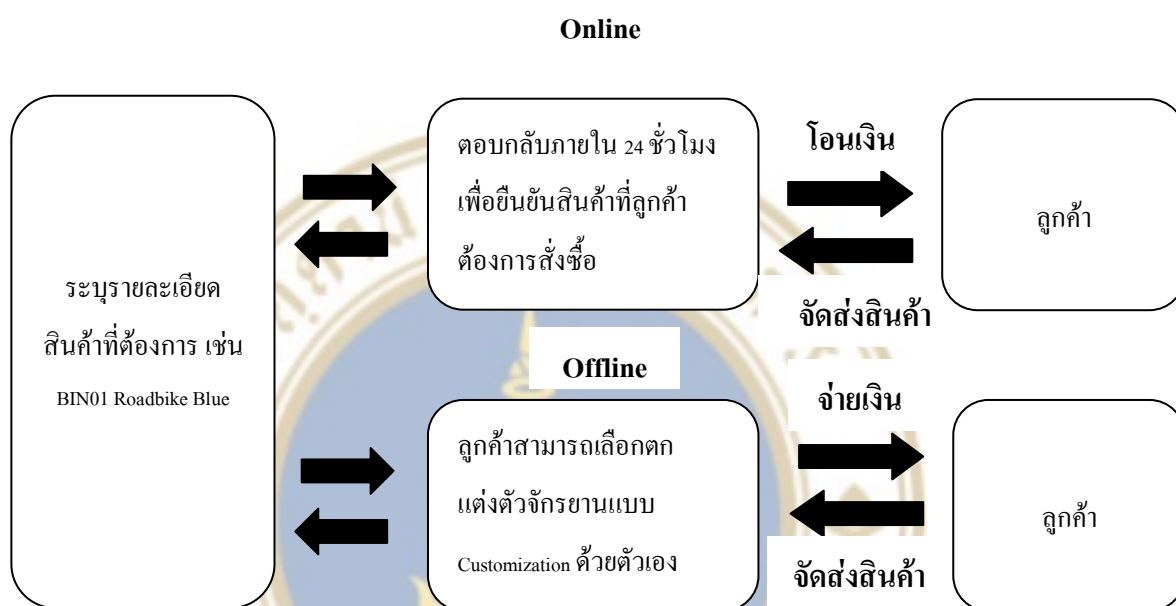 Online
ระบุรายละเอียด
สินค้าที่ต้องการ เช่น
BIN01 Roadbike Blue
ตอบกลับภายใน 24 ชั่วโมง
เพื่อยืนยันสินค้าที่ลูกค้า
ต้องการสั่งซื้อ
โอนเงิน
จัดส่งสินค้า
ลูกค้า
Offline
ลูกค้าสามารถเลือกตก
แต่งตัวจักรยานแบบ
Customization ด้วยตัวเอง
จ่ายเงิน
จัดส่งสินค้า
ลูกค้า